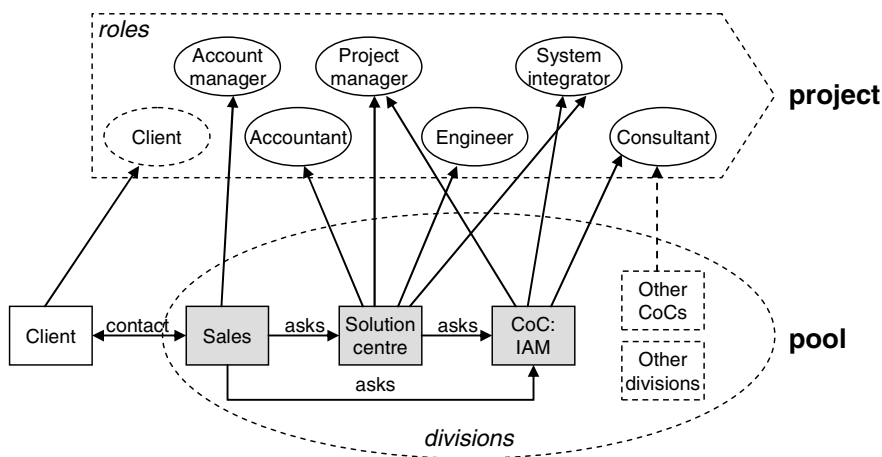 roles
Account
manager
Project
manager
System
integrator
project
Client
Accountant
Engineer
Consultant
Client
contact
Sales
asks
Solution
centre
asks
CoC:
IAM
Other
CoCs
pool
Other
divisions
asks
divisions